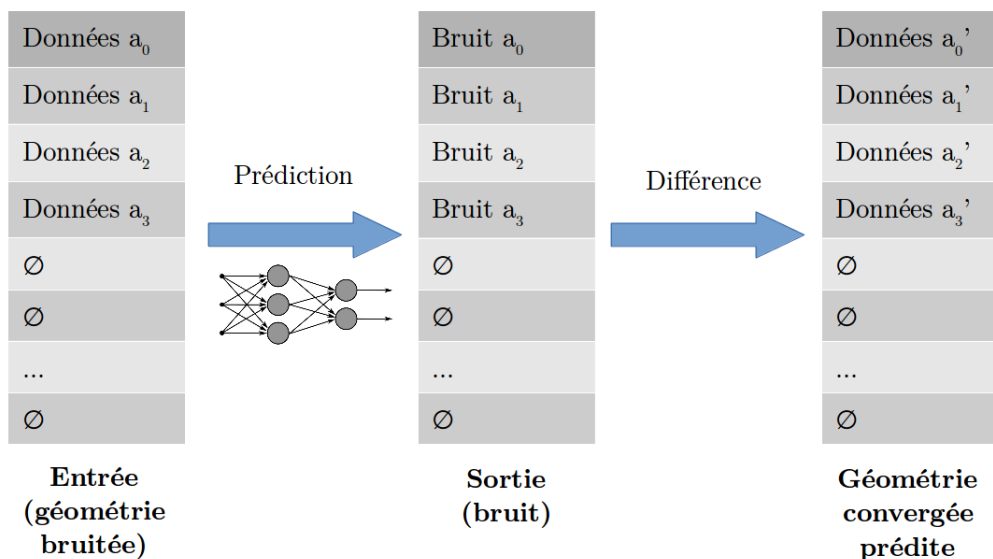 Données a₀
Données a₁
Données a₂
Données a₃
∅
∅
...
∅
Entrée
(géométrie
bruitée)
Prédiction
Bruit a₀
Bruit a₁
Bruit a₂
Bruit a₃
∅
∅
...
∅
Sortie
(bruit)
Différence
Données a₀'
Données a₁'
Données a₂'
Données a₃'
∅
∅
...
∅
Géométrie
convergée
prédite